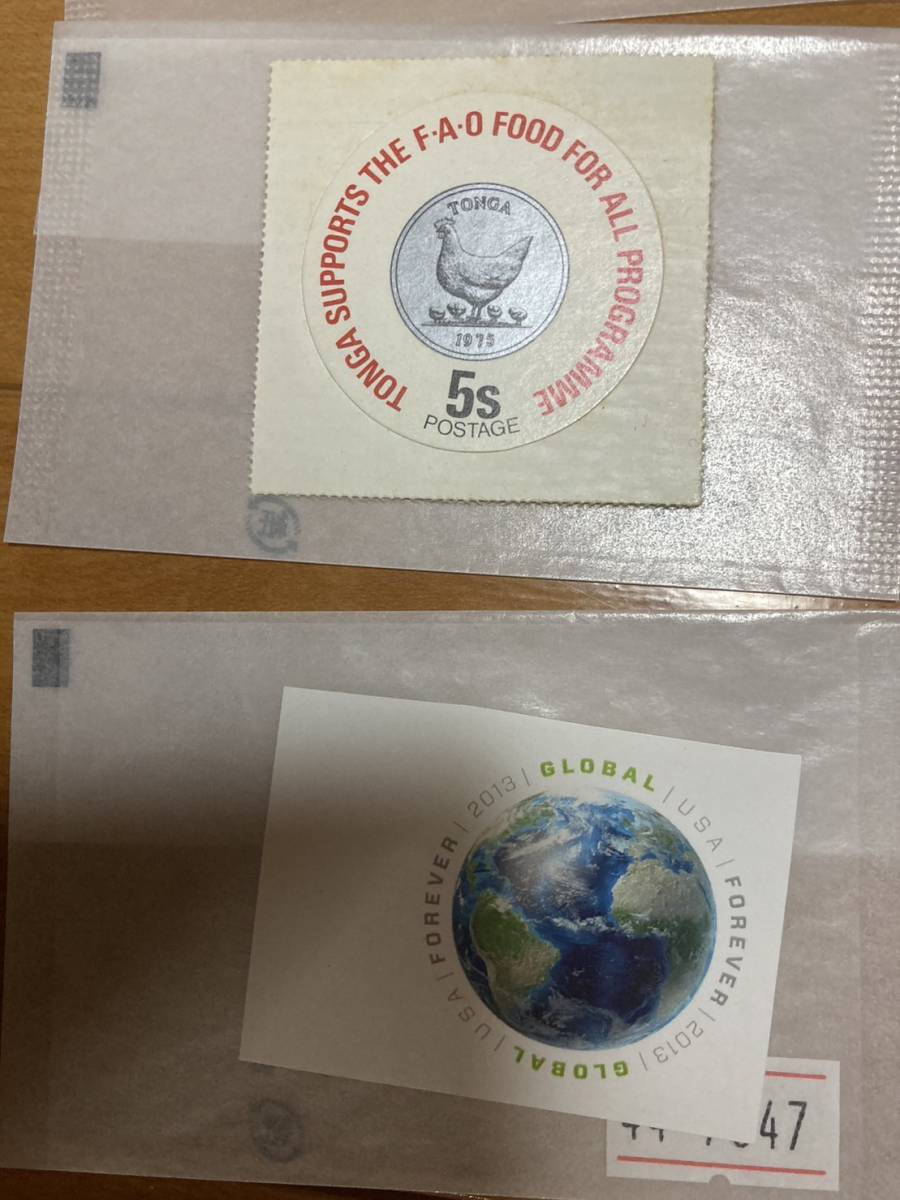 TONGA SUPPORTS THE F·A·O FOOD FOR ALL PROGRAMME
TONGA
1975
5s
POSTAGE
GLOBAL | USA | FOREVER | 2013 | GLOBAL | USA | FOREVER | 2013 |
47